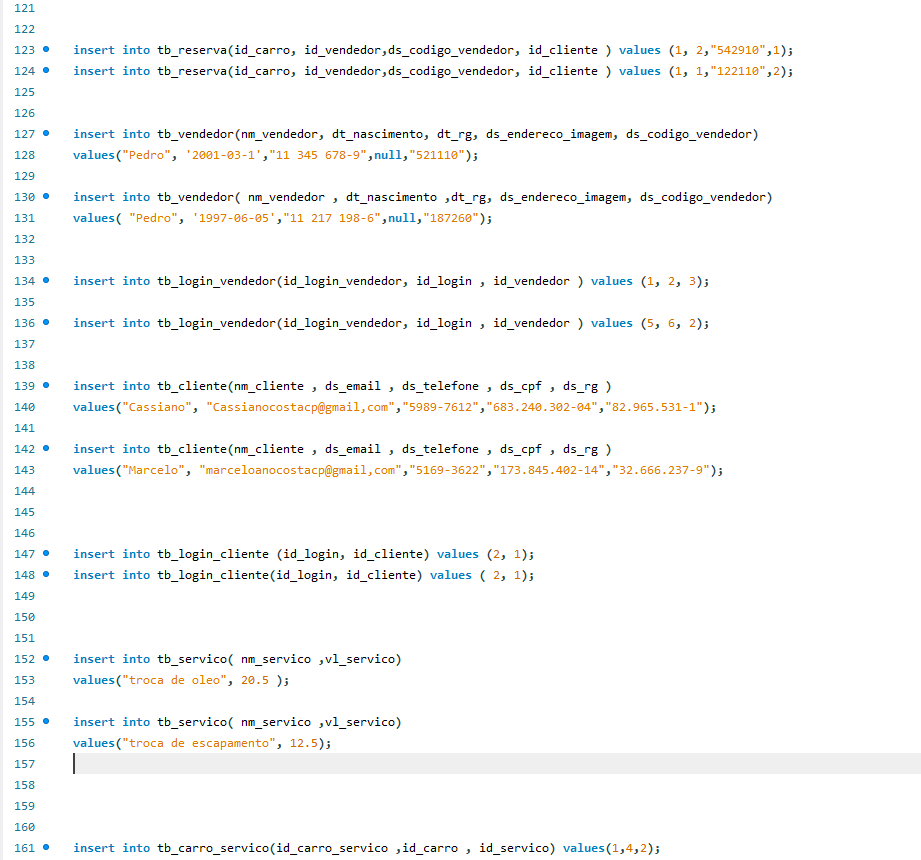 121
122
123 insert into tb_reserva(id_carro, id_vendedor,ds_codigo_vendedor, id_cliente ) values (1, 2,"542910",1);
124 insert into tb_reserva(id_carro, id_vendedor,ds_codigo_vendedor, id_cliente ) values (1, 1,"122110",2);
125
126
127 insert into tb_vendedor(nm_vendedor, dt_nascimento, dt_rg, ds_endereco_imagem, ds_codigo_vendedor)
128 values("Pedro", '2001-03-1',"11 345 678-9",null,"521110");
129
130 insert into tb_vendedor( nm_vendedor , dt_nascimento ,dt_rg, ds_endereco_imagem, ds_codigo_vendedor)
131 values( "Pedro", '1997-06-05',"11 217 198-6",null,"187260");
132
133
134 insert into tb_login_vendedor(id_login_vendedor, id_login , id_vendedor ) values (1, 2, 3);
135
136 insert into tb_login_vendedor(id_login_vendedor, id_login , id_vendedor ) values (5, 6, 2);
137
138
139 insert into tb_cliente(nm_cliente , ds_email , ds_telefone , ds_cpf , ds_rg )
140 values("Cassiano", "Cassianocostacp@gmail,com","5989-7612","683.240.302-04","82.965.531-1");
141
142 insert into tb_cliente(nm_cliente , ds_email , ds_telefone , ds_cpf , ds_rg )
143 values("Marcelo", "marceloanocostacp@gmail,com","5169-3622","173.845.402-14","32.666.237-9");
144
145
146
147 insert into tb_login_cliente (id_login, id_cliente) values (2, 1);
148 insert into tb_login_cliente(id_login, id_cliente) values ( 2, 1);
149
150
151
152 insert into tb_servico( nm_servico ,vl_servico)
153 values("troca de oleo", 20.5 );
154
155 insert into tb_servico( nm_servico ,vl_servico)
156 values("troca de escapamento", 12.5);
157
158
159
160
161 insert into tb_carro_servico(id_carro_servico ,id_carro , id_servico) values(1,4,2);